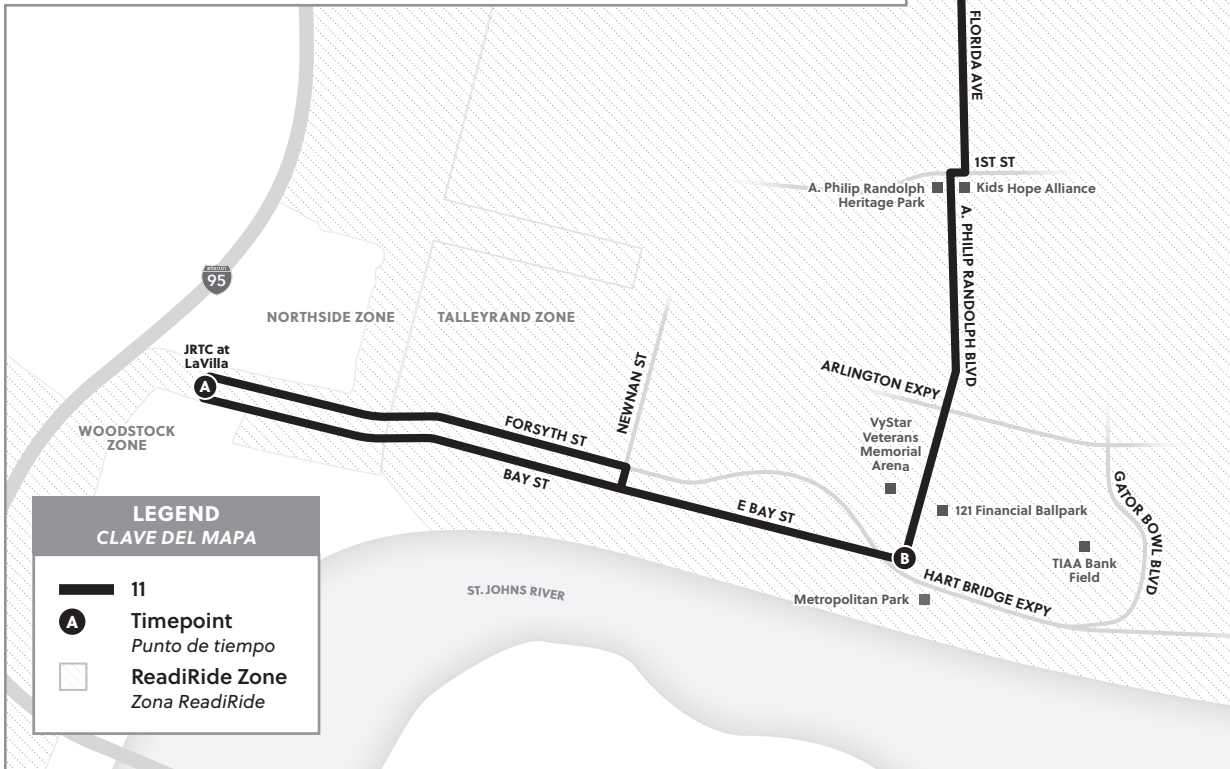 FLORIDA AVE
1ST ST
A. Philip Randolph
Heritage Park
Kids Hope Alliance
A. PHILIP RANDOLPH BLVD
INTERSTATE
95
NORTHSIDE ZONE
TALLEYRAND ZONE
JRTC at
LaVilla
A
NEWNAN ST
ARLINGTON EXPY
WOODSTOCK
ZONE
FORSYTH ST
VyStar
Veterans
Memorial
Arena
BAY ST
E BAY ST
121 Financial Ballpark
GATOR BOWL BLVD
B
TIAA Bank
Field
HART BRIDGE EXPY
Metropolitan Park
ST. JOHNS RIVER
LEGEND
CLAVE DEL MAPA
11
A
Timepoint
Punto de tiempo
ReadiRide Zone
Zona ReadiRide